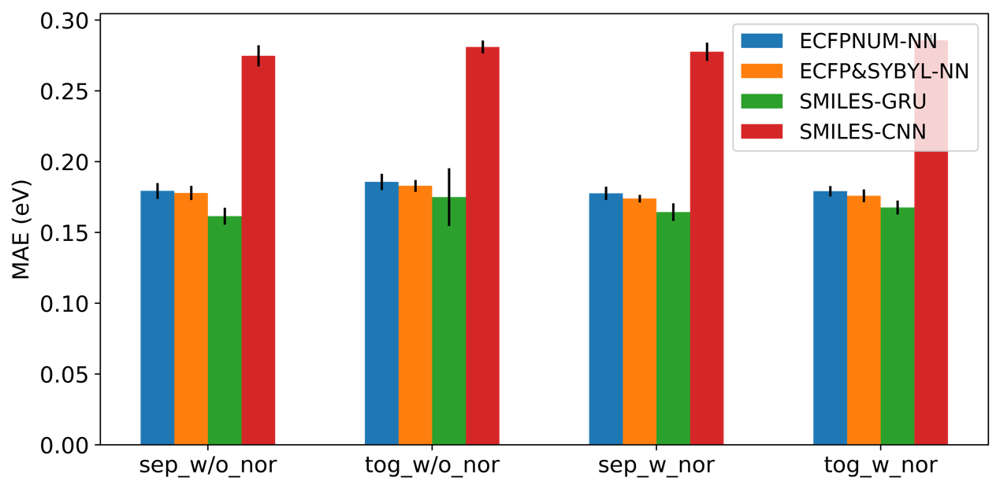 0.30
0.25
0.20
0.15
0.10
0.05
0.00
MAE (eV)
ECFPNUM-NN
ECFP&SYBYL-NN
SMILES-GRU
SMILES-CNN
sep_w/o_nor
tog_w/o_nor
sep_w_nor
tog_w_nor